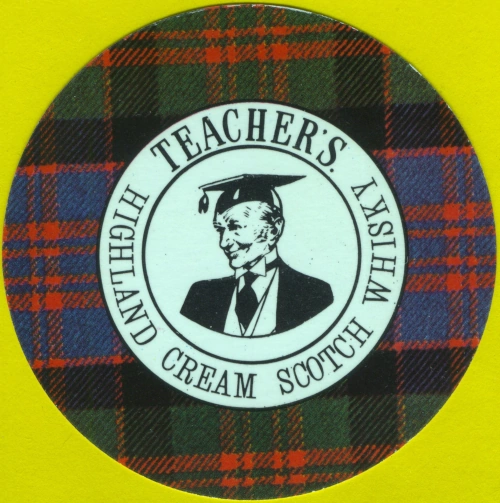 TEACHER'S.
HIGHLAND CREAM SCOTCH WHISKY